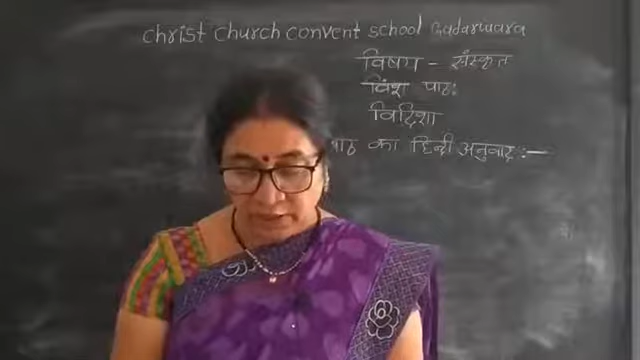 christ church convent school Gadarwara
विषय - संस्कृत
विंश पाठ:
विदिशा
पाठ का हिन्दी अनुवाद :—